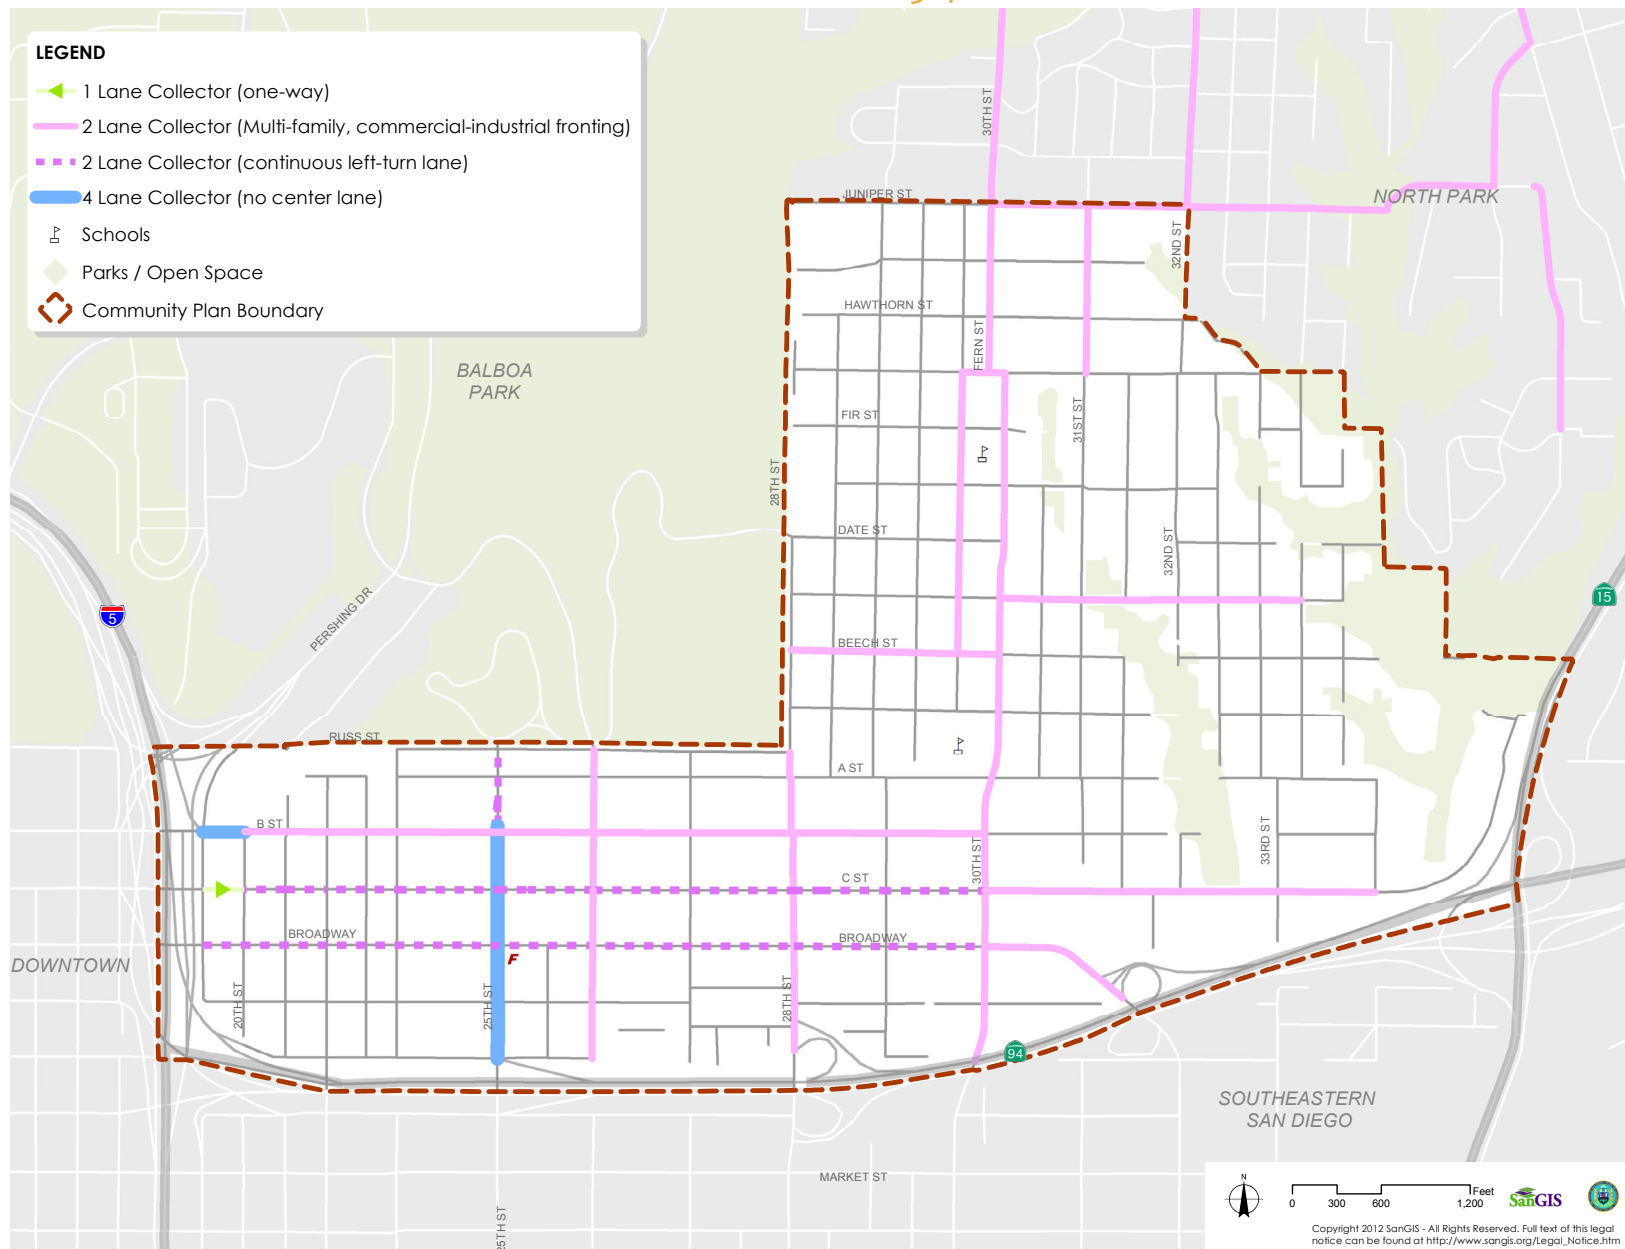 LEGEND
1 Lane Collector (one-way)
2 Lane Collector (Multi-family, commercial-industrial fronting)
2 Lane Collector (continuous left-turn lane)
4 Lane Collector (no center lane)
Schools
Parks / Open Space
Community Plan Boundary
30TH ST
JUNIPER ST
NORTH PARK
32ND ST
HAWTHORN ST
FERN ST
BALBOA
PARK
FIR ST
31ST ST
28TH ST
DATE ST
32ND ST
5
15
PERSHING DR
BEECH ST
RUSS ST
A ST
B ST
33RD ST
30TH ST
C ST
BROADWAY
BROADWAY
F
DOWNTOWN
20TH ST
25TH ST
28TH ST
94
SOUTHEASTERN
SAN DIEGO
MARKET ST
25TH ST
N
Feet
0 300 600 1,200
SanGIS
Copyright 2012 SanGIS - All Rights Reserved. Full text of this legal
notice can be found at http://www.sangis.org/Legal_Notice.htm